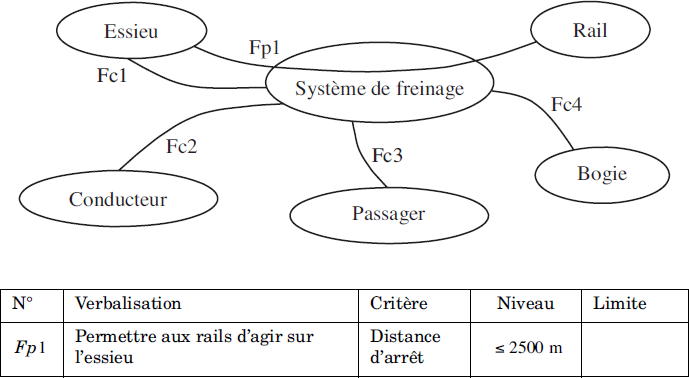 Essieu
Rail
Fp1
Fc1
Système de freinage
Fc4
Fc2
Fc3
Bogie
Conducteur
Passager
N° Verbalisation Critère Niveau Limite
Fp1 Permettre aux rails d'agir sur Distance ≤ 2500 m
l'essieu d'arrêt